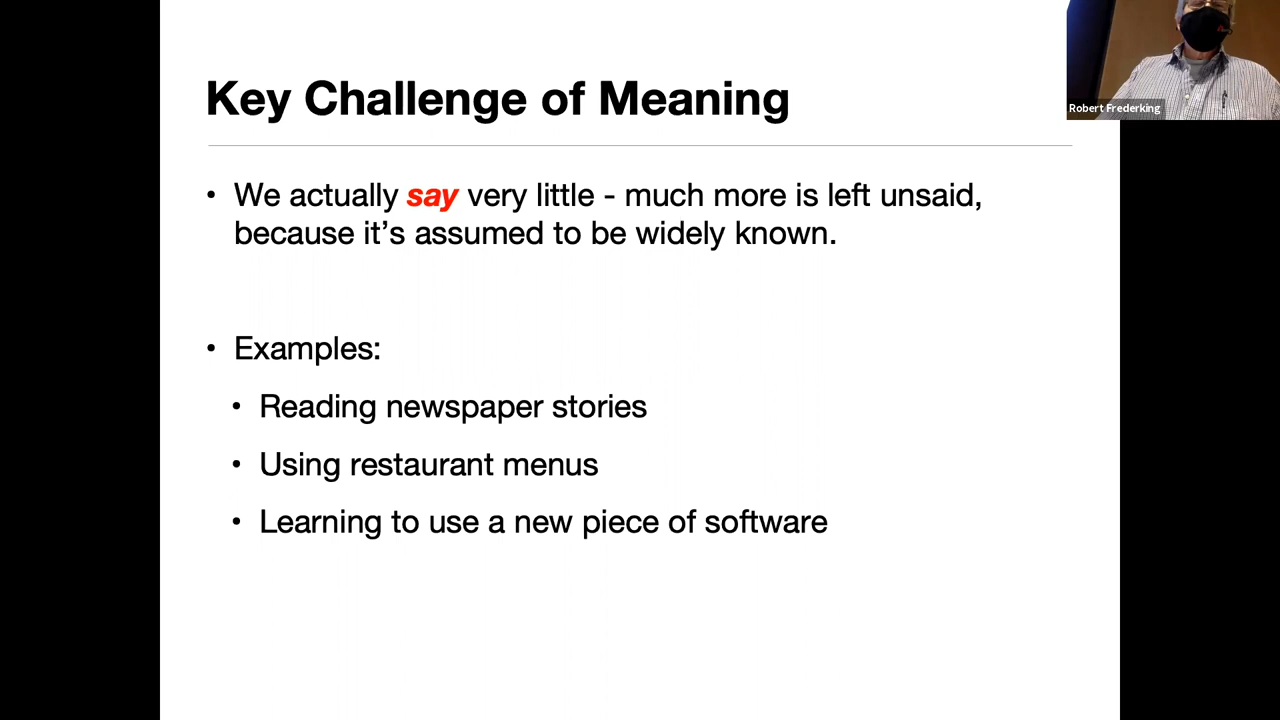 Key Challenge of Meaning
Robert Frederking
• We actually say very little - much more is left unsaid,
because it’s assumed to be widely known.
• Examples:
• Reading newspaper stories
• Using restaurant menus
• Learning to use a new piece of software